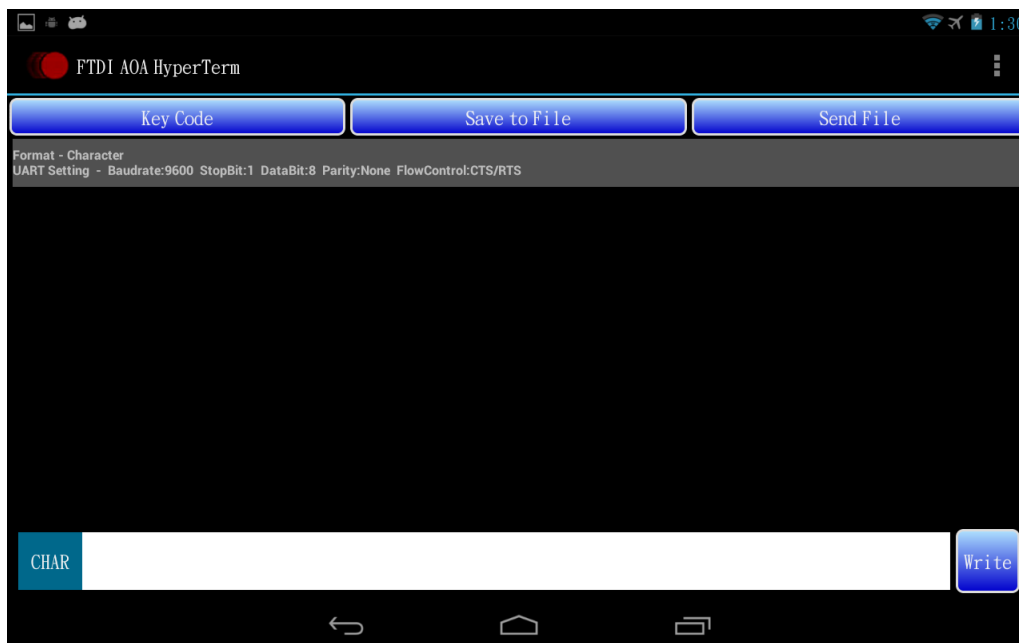 FTDI AOA HyperTerm
Key Code
Save to File
Send File
Format - Character
UART Setting - Baudrate:9600 StopBit:1 DataBit:8 Parity:None FlowControl:CTS/RTS
CHAR
Write